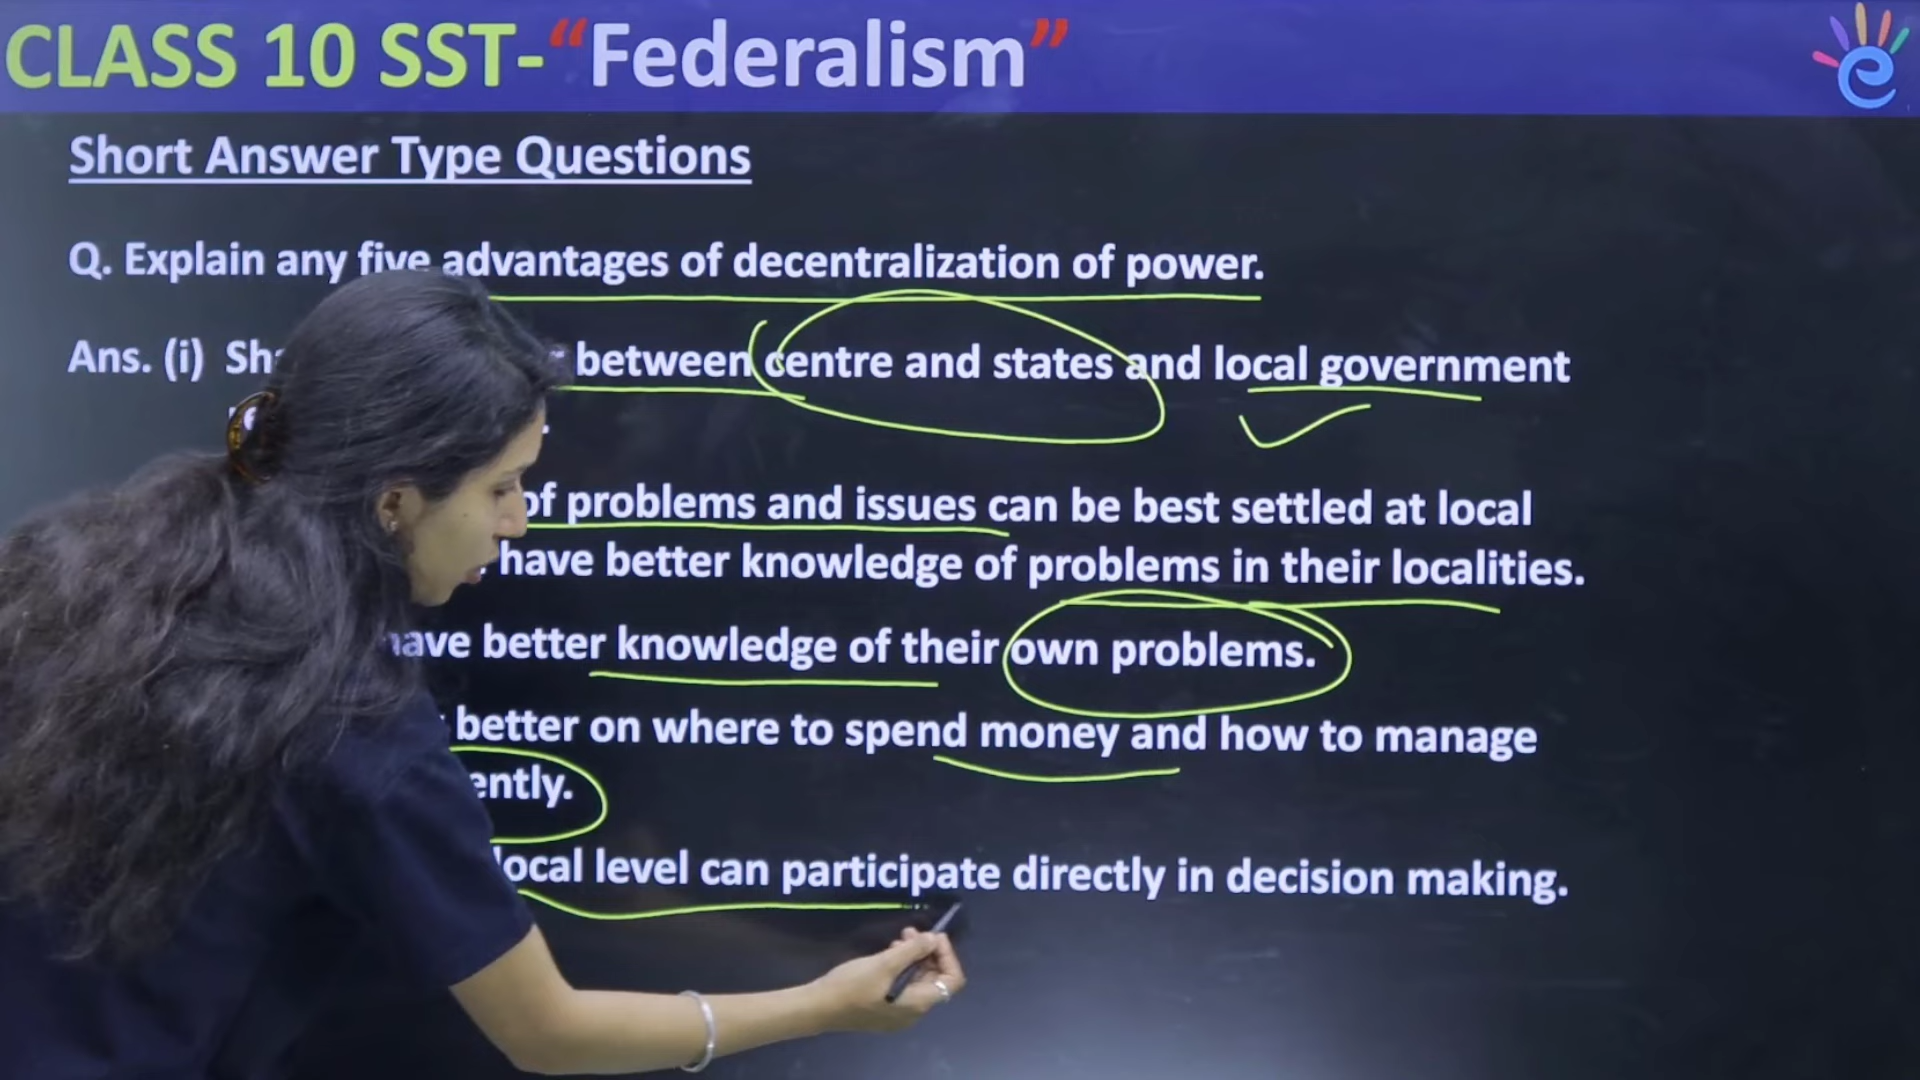 CLASS 10 SST-“Federalism”
Short Answer Type Questions
Q. Explain any five advantages of decentralization of power.
Ans. (i) between centre and states and local government
of problems and issues can be best settled at local
have better knowledge of problems in their localities.
have better knowledge of their own problems.
better on where to spend money and how to manage
local level can participate directly in decision making.